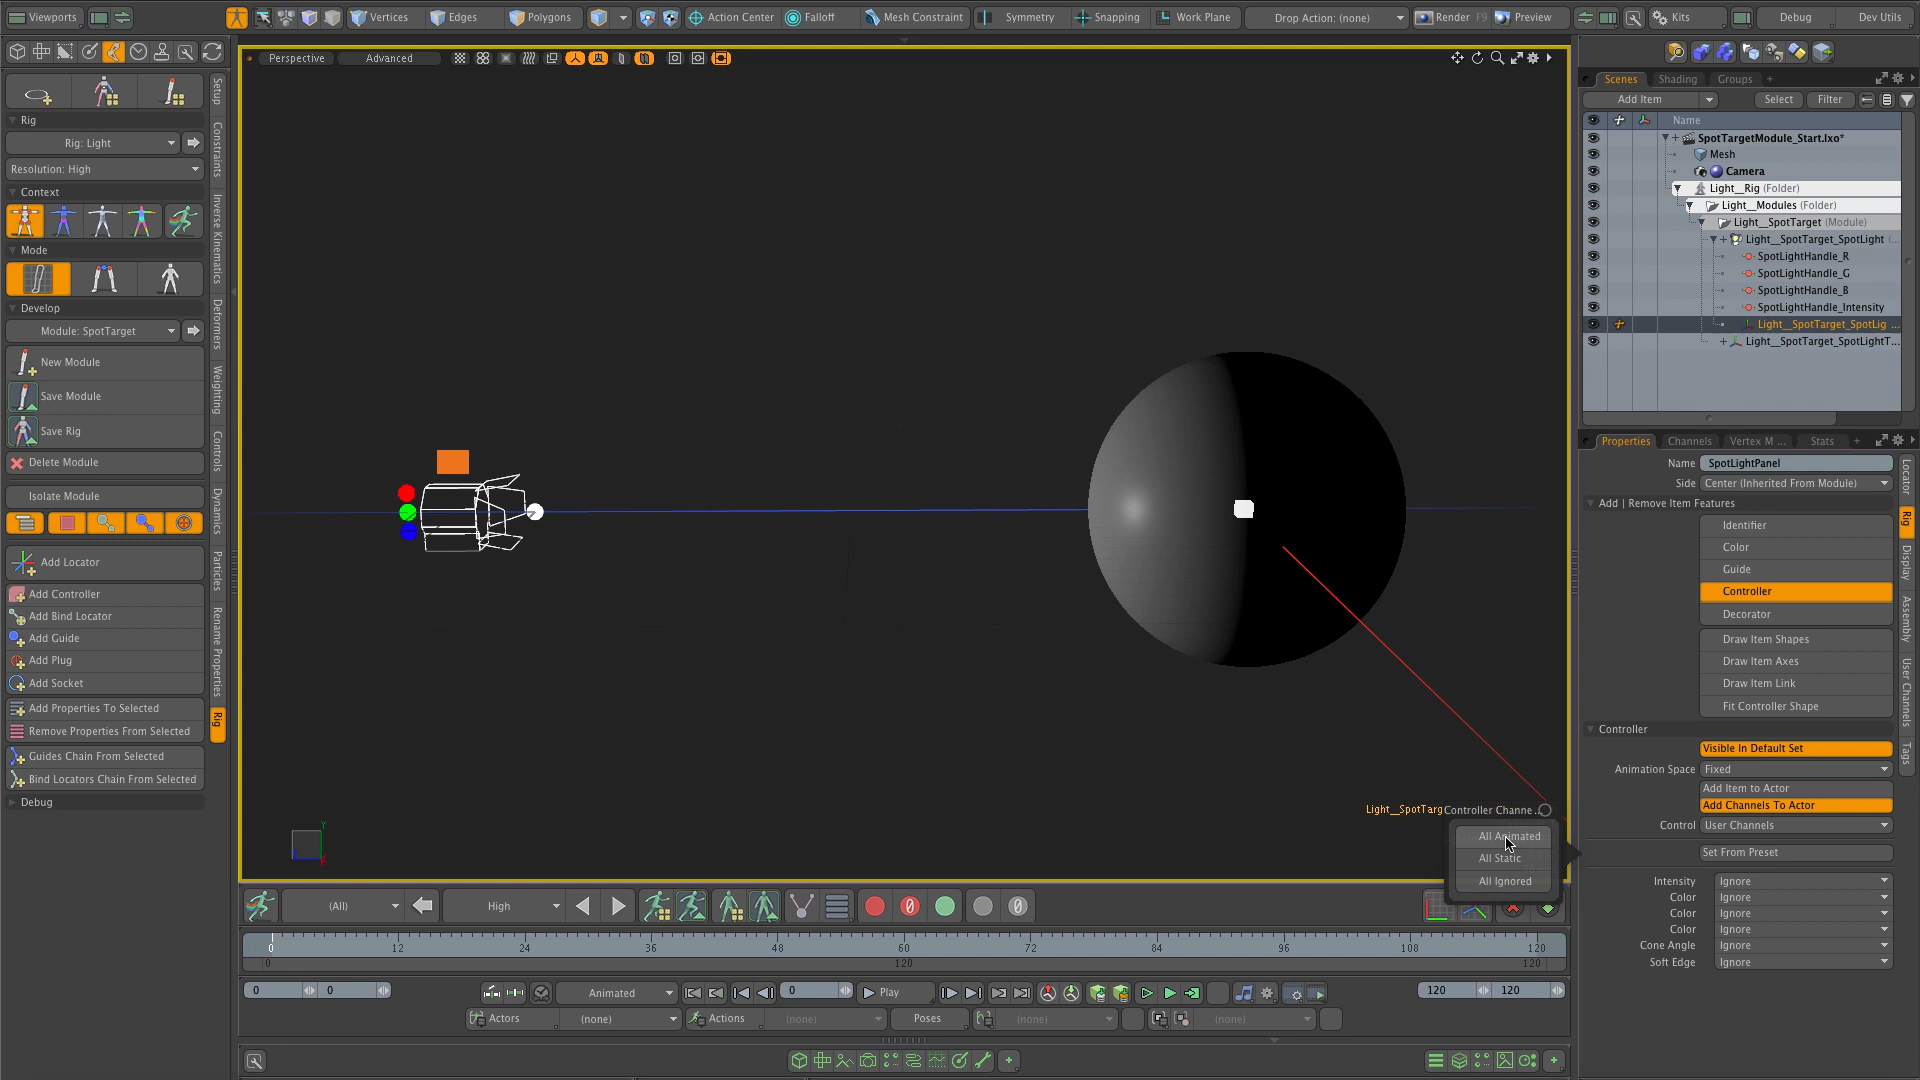 Viewports
Vertices
Edges
Polygons
Action Center
Falloff
Mesh Constraint
Symmetry
Snapping
Work Plane
Drop Action: (none)
Render F9
Preview
Kits
Debug
Dev Utils
Rig
Rig: Light
Resolution: High
Context
Mode
Develop
Module: SpotTarget
New Module
Save Module
Save Rig
Delete Module
Isolate Module
Add Locator
Add Controller
Add Bind Locator
Add Guide
Add Plug
Add Socket
Add Properties To Selected
Remove Properties From Selected
Guides Chain From Selected
Bind Locators Chain From Selected
Debug
Setup
Constraints
Inverse Kinematics
Deformers
Weighting
Controls
Dynamics
Particles
Rename Properties
Rig
Perspective
Advanced
Light__SpotTarg
Controller Channe...
All Animated
All Static
All Ignored
Y
X
(All)
High
0
12
24
36
48
60
72
84
96
108
120
0
120
120
0
0
Animated
0
Play
120
120
Actors
(none)
Actions
(none)
Poses
(none)
(none)
Scenes
Shading
Groups
+
Add Item
Select
Filter
Name
SpotTargetModule_Start.lxo*
Mesh
Camera
Light__Rig (Folder)
Light__Modules (Folder)
Light__SpotTarget (Module)
Light__SpotTarget_SpotLight (...
SpotLightHandle_R
SpotLightHandle_G
SpotLightHandle_B
SpotLightHandle_Intensity
Light__SpotTarget_SpotLig ...
Light__SpotTarget_SpotLightT...
Properties
Channels
Vertex M ...
Stats
+
Name SpotLightPanel
Side Center (Inherited From Module)
Add | Remove Item Features
Identifier
Color
Guide
Controller
Decorator
Draw Item Shapes
Draw Item Axes
Draw Item Link
Fit Controller Shape
Controller
Visible In Default Set
Animation Space Fixed
Add Item to Actor
Add Channels To Actor
Control User Channels
Set From Preset
Intensity Ignore
Color Ignore
Color Ignore
Color Ignore
Cone Angle Ignore
Soft Edge Ignore
Locator
Rig
Display
Assembly
User Channels
Tags